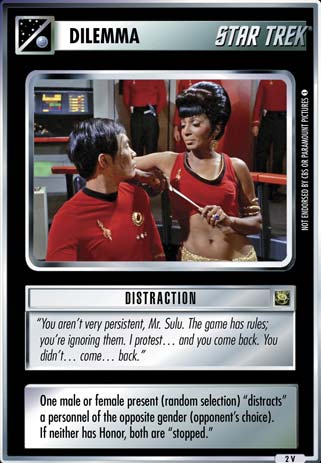 DILEMMA
STAR TREK
NOT ENDORSED BY CBS OR PARAMOUNT PICTURES
DISTRACTION
“You aren’t very persistent, Mr. Sulu. The game has rules;
you’re ignoring them. I protest… and you come back. You
didn’t… come… back.”
One male or female present (random selection) “distracts”
a personnel of the opposite gender (opponent’s choice).
If neither has Honor, both are “stopped.”
2 V